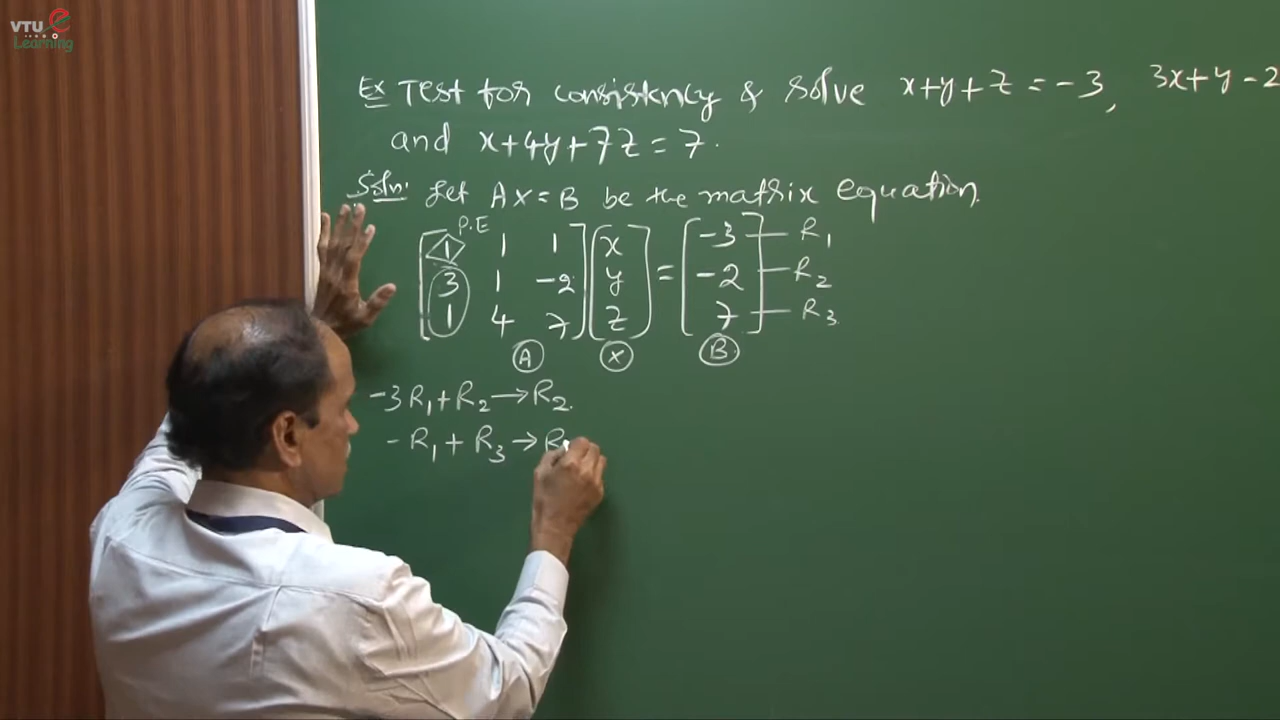 VTU e
Learning
Ex Test for consistency & solve x+y+z = -3, 3x+y-2
and x+4y+7z = 7.
Soln: Let AX=B be the matrix equation.
P.E
1 1 1 x -3 — R1
3 1 -2 y = -2 — R2
1 4 7 z 7 — R3
A X B
-3R1+R2→R2.
-R1+R3→R